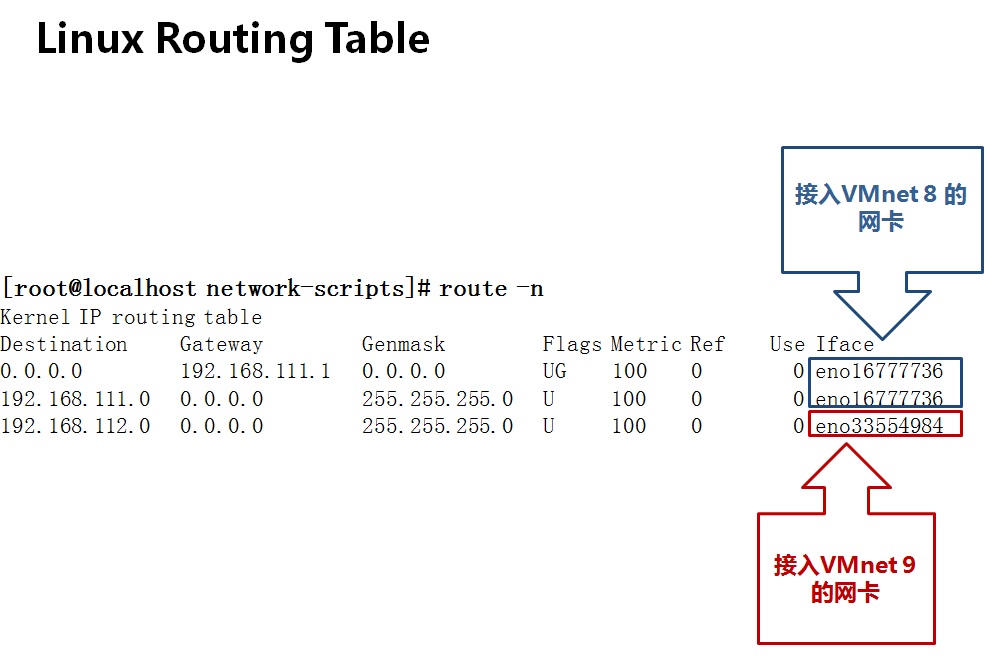 Linux Routing Table
接入VMnet 8 的
网卡
[root@localhost network-scripts]# route -n
Kernel IP routing table
Destination Gateway Genmask Flags Metric Ref Use Iface
0.0.0.0 192.168.111.1 0.0.0.0 UG 100 0 0 eno16777736
192.168.111.0 0.0.0.0 255.255.255.0 U 100 0 0 eno16777736
192.168.112.0 0.0.0.0 255.255.255.0 U 100 0 0 eno33554984
接入VMnet 9
的网卡